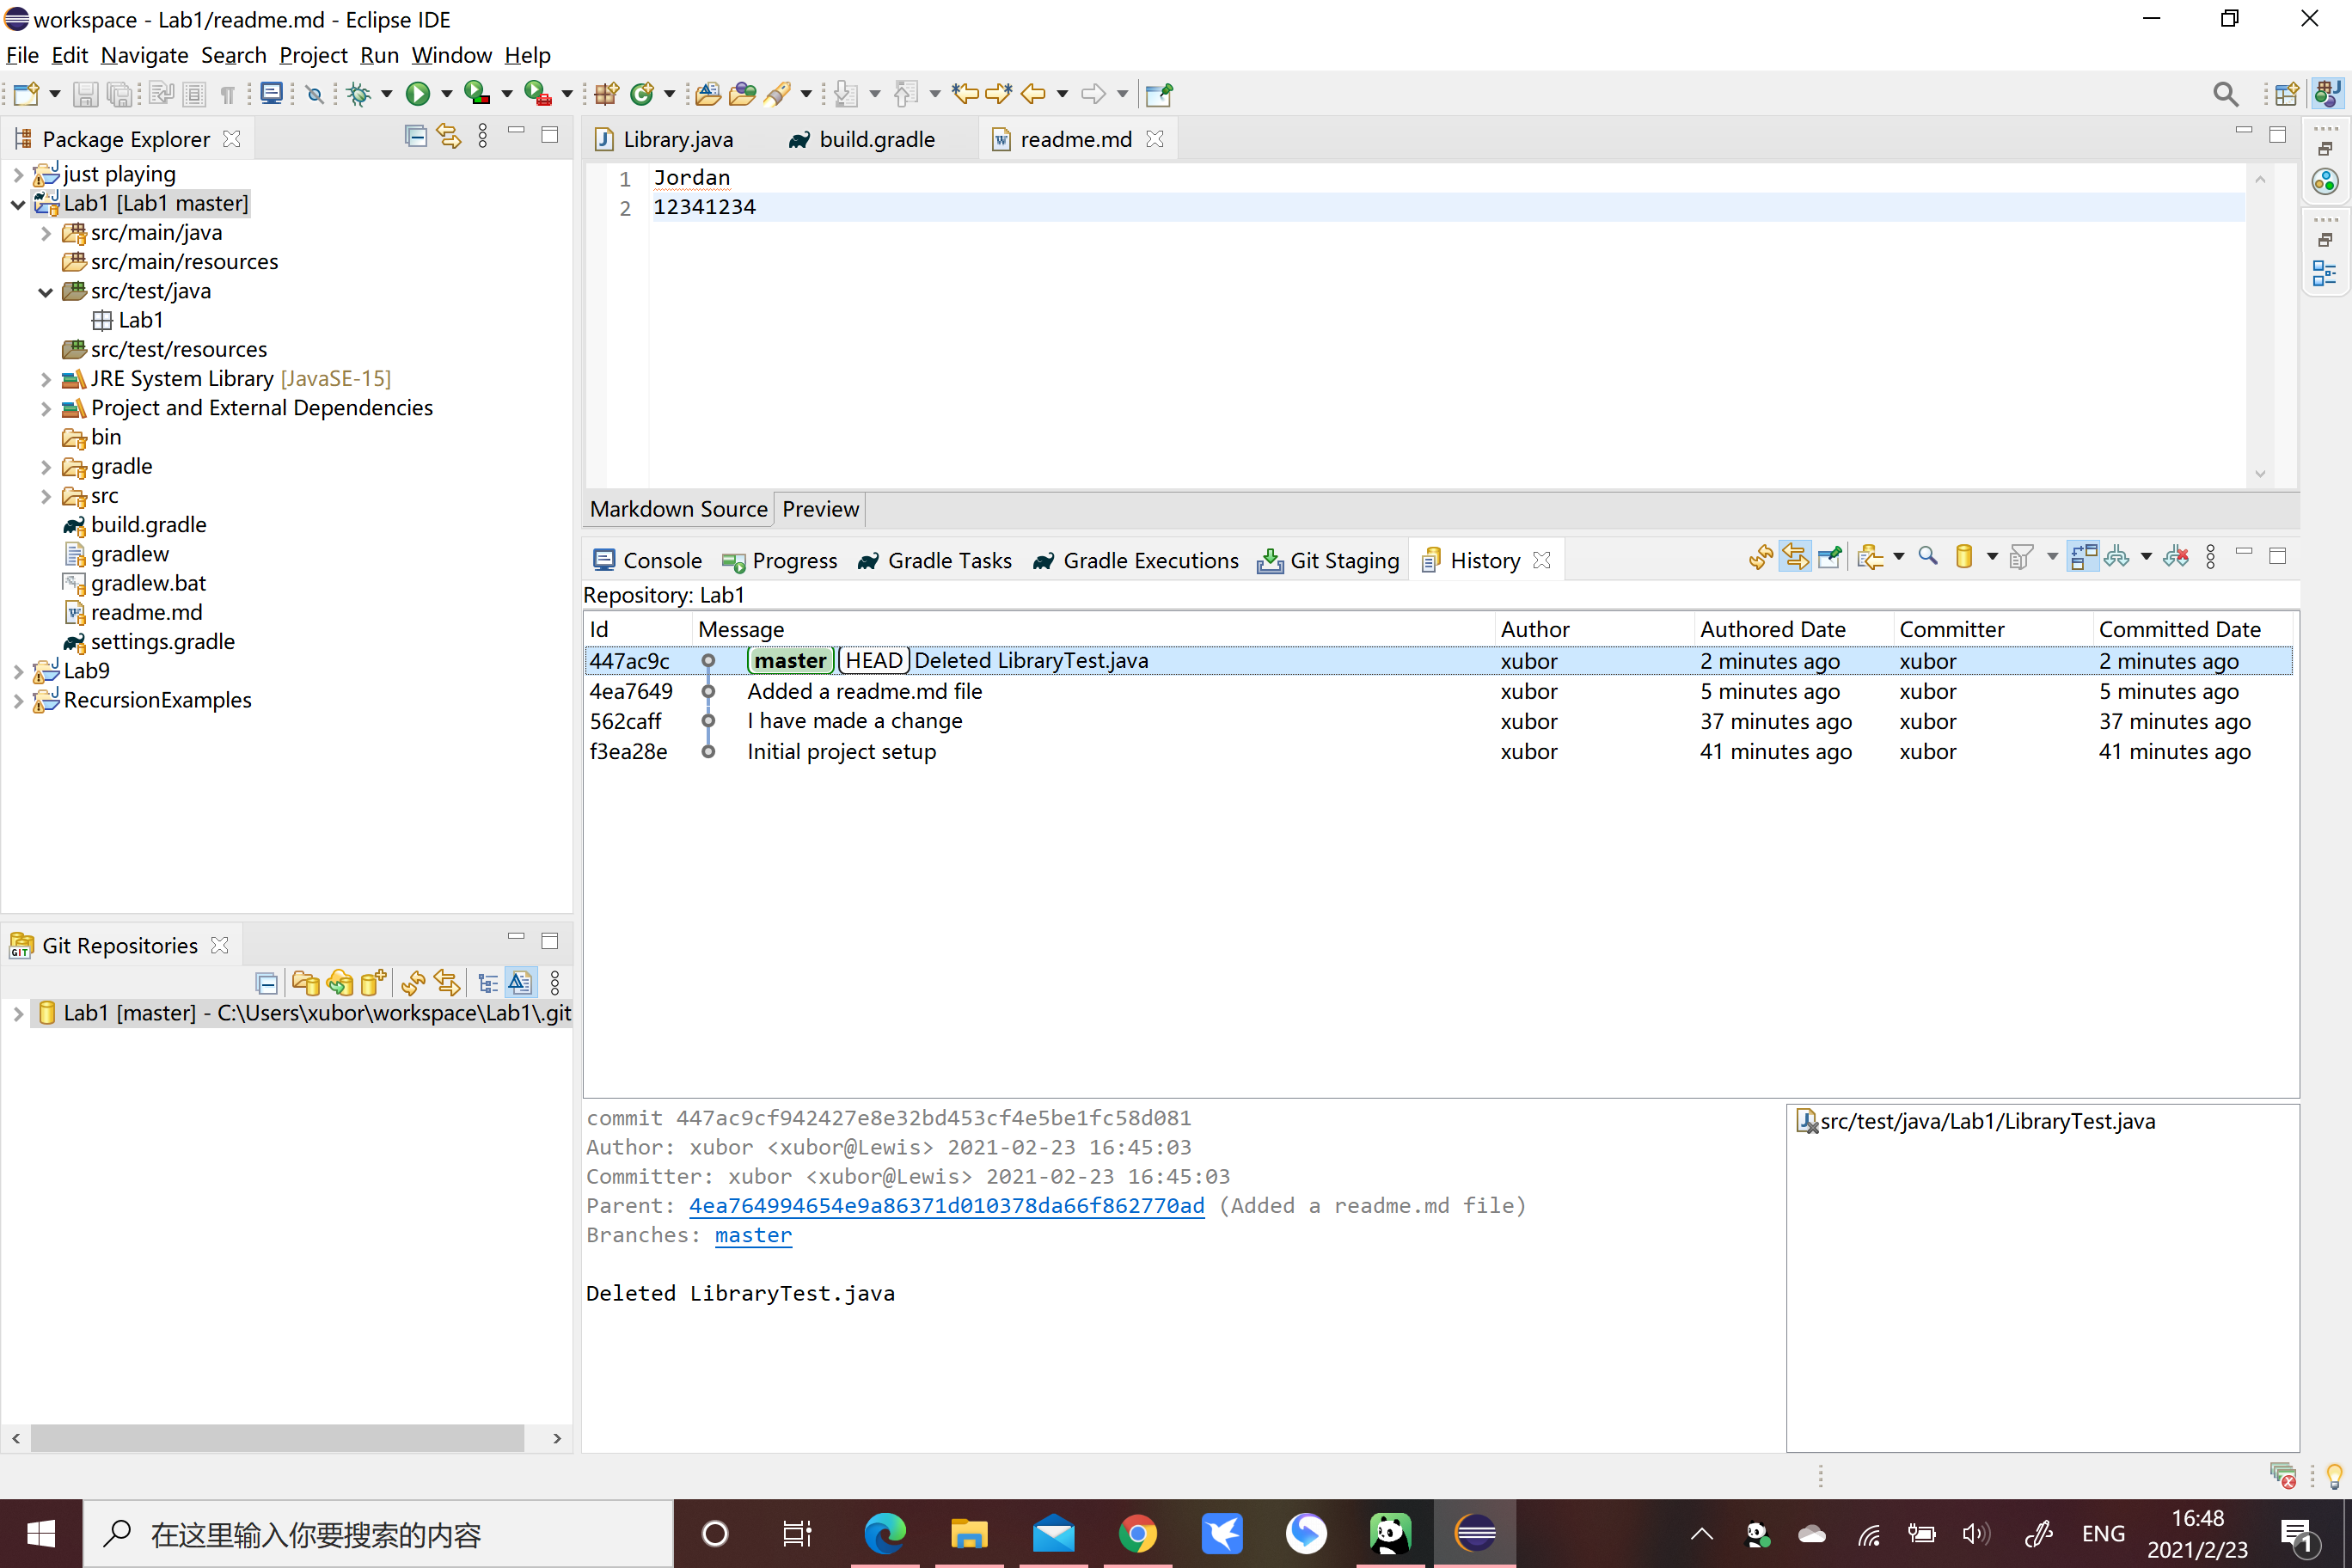 workspace - Lab1/readme.md - Eclipse IDE
File Edit Navigate Search Project Run Window Help
Package Explorer
just playing
Lab1 [Lab1 master]
src/main/java
src/main/resources
src/test/java
Lab1
src/test/resources
JRE System Library [JavaSE-15]
Project and External Dependencies
bin
gradle
src
build.gradle
gradlew
gradlew.bat
readme.md
settings.gradle
Lab9
RecursionExamples
Git Repositories
Lab1 [master] - C:\Users\xubor\workspace\Lab1\.git
Library.java build.gradle readme.md
1 Jordan
2 12341234
Markdown Source Preview
Console Progress Gradle Tasks Gradle Executions Git Staging History
Repository: Lab1
Id Message Author Authored Date Committer Committed Date
447ac9c master HEAD Deleted LibraryTest.java xubor 2 minutes ago xubor 2 minutes ago
4ea7649 Added a readme.md file xubor 5 minutes ago xubor 5 minutes ago
562caff I have made a change xubor 37 minutes ago xubor 37 minutes ago
f3ea28e Initial project setup xubor 41 minutes ago xubor 41 minutes ago
commit 447ac9cf942427e8e32bd453cf4e5be1fc58d081
Author: xubor <xubor@Lewis> 2021-02-23 16:45:03
Committer: xubor <xubor@Lewis> 2021-02-23 16:45:03
Parent: 4ea764994654e9a86371d010378da66f862770ad (Added a readme.md file)
Branches: master
Deleted LibraryTest.java
src/test/java/Lab1/LibraryTest.java
在这里输入你要搜索的内容
ENG
16:48
2021/2/23
1